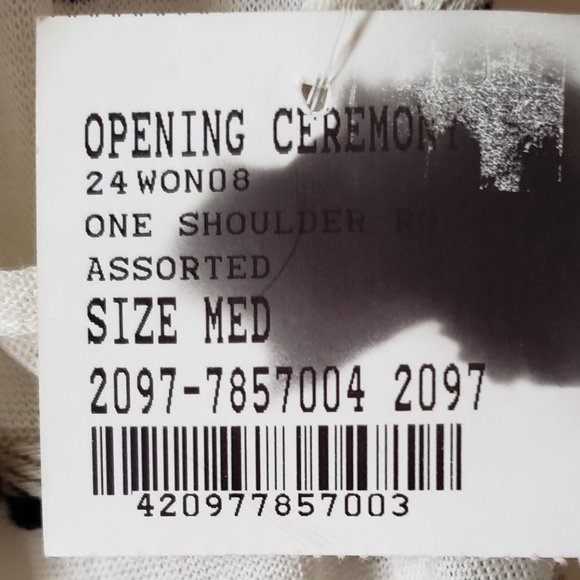 OPENING CEREMONY
24WON08
ONE SHOULDER
ASSORTED
SIZE MED
2097-7857004 2097
420977857003